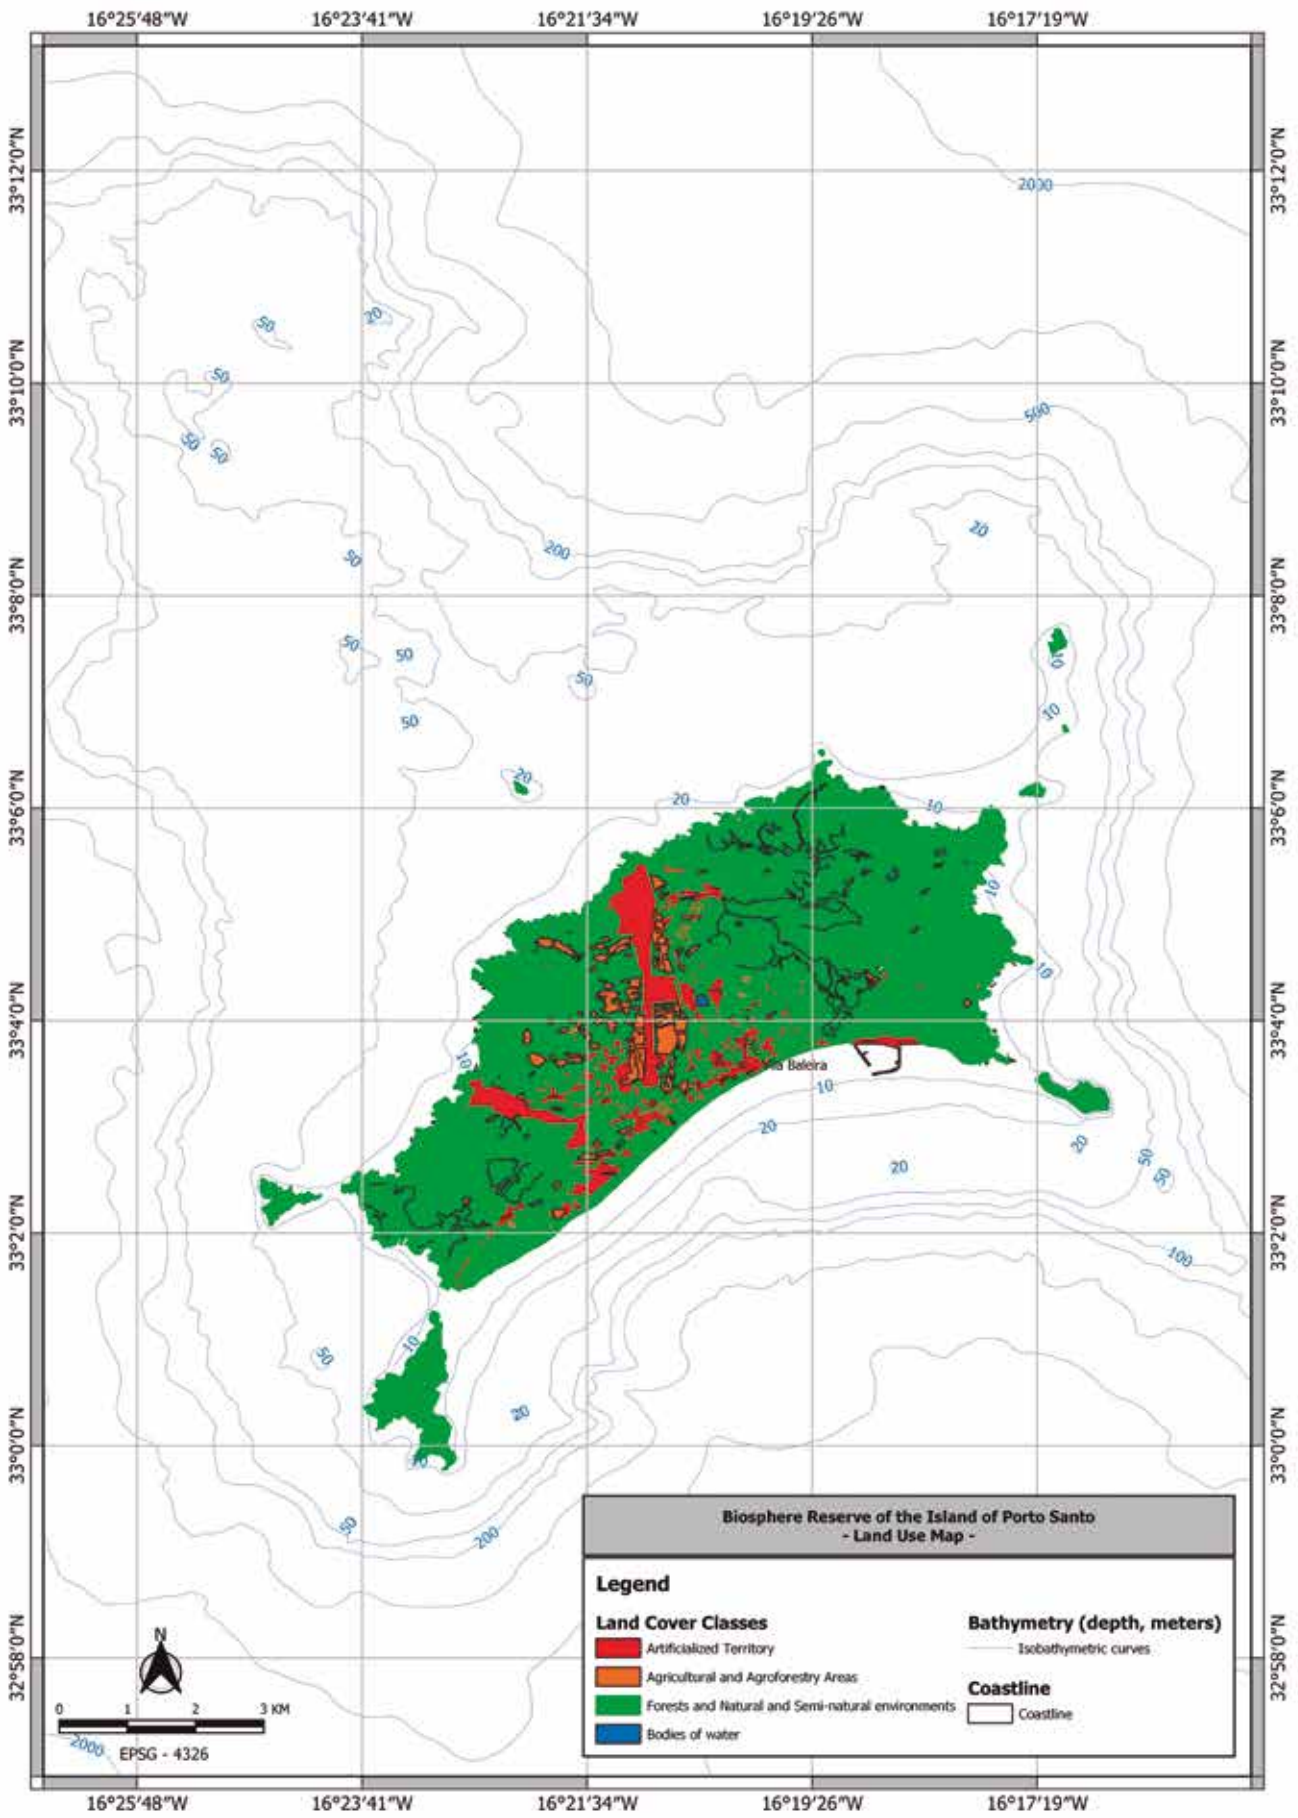 16°25'48"W 16°23'41"W 16°21'34"W 16°19'26"W 16°17'19"W
33°12'0"N 33°12'0"N
2000
20
50
50
33°10'0"N 33°10'0"N
500
50 50
20
200
50
33°8'0"N 33°8'0"N
50 50
10
50
10
50
20
20
10
33°6'0"N 33°6'0"N
10
10
33°4'0"N 33°4'0"N
10
Baleira
10
20
20
20
50
50
33°2'0"N 33°2'0"N
100
10
50
20
33°0'0"N 33°0'0"N
50
200
Biosphere Reserve of the Island of Porto Santo
- Land Use Map -
Legend
Land Cover Classes
Artificialized Territory
Agricultural and Agroforestry Areas
Forests and Natural and Semi-natural environments
Bodies of water
Bathymetry (depth, meters)
Isobathymetric curves
Coastline
Coastline
32°58'0"N 32°58'0"N
N
0 1 2 3 KM
EPSG - 4326
2000
16°25'48"W 16°23'41"W 16°21'34"W 16°19'26"W 16°17'19"W